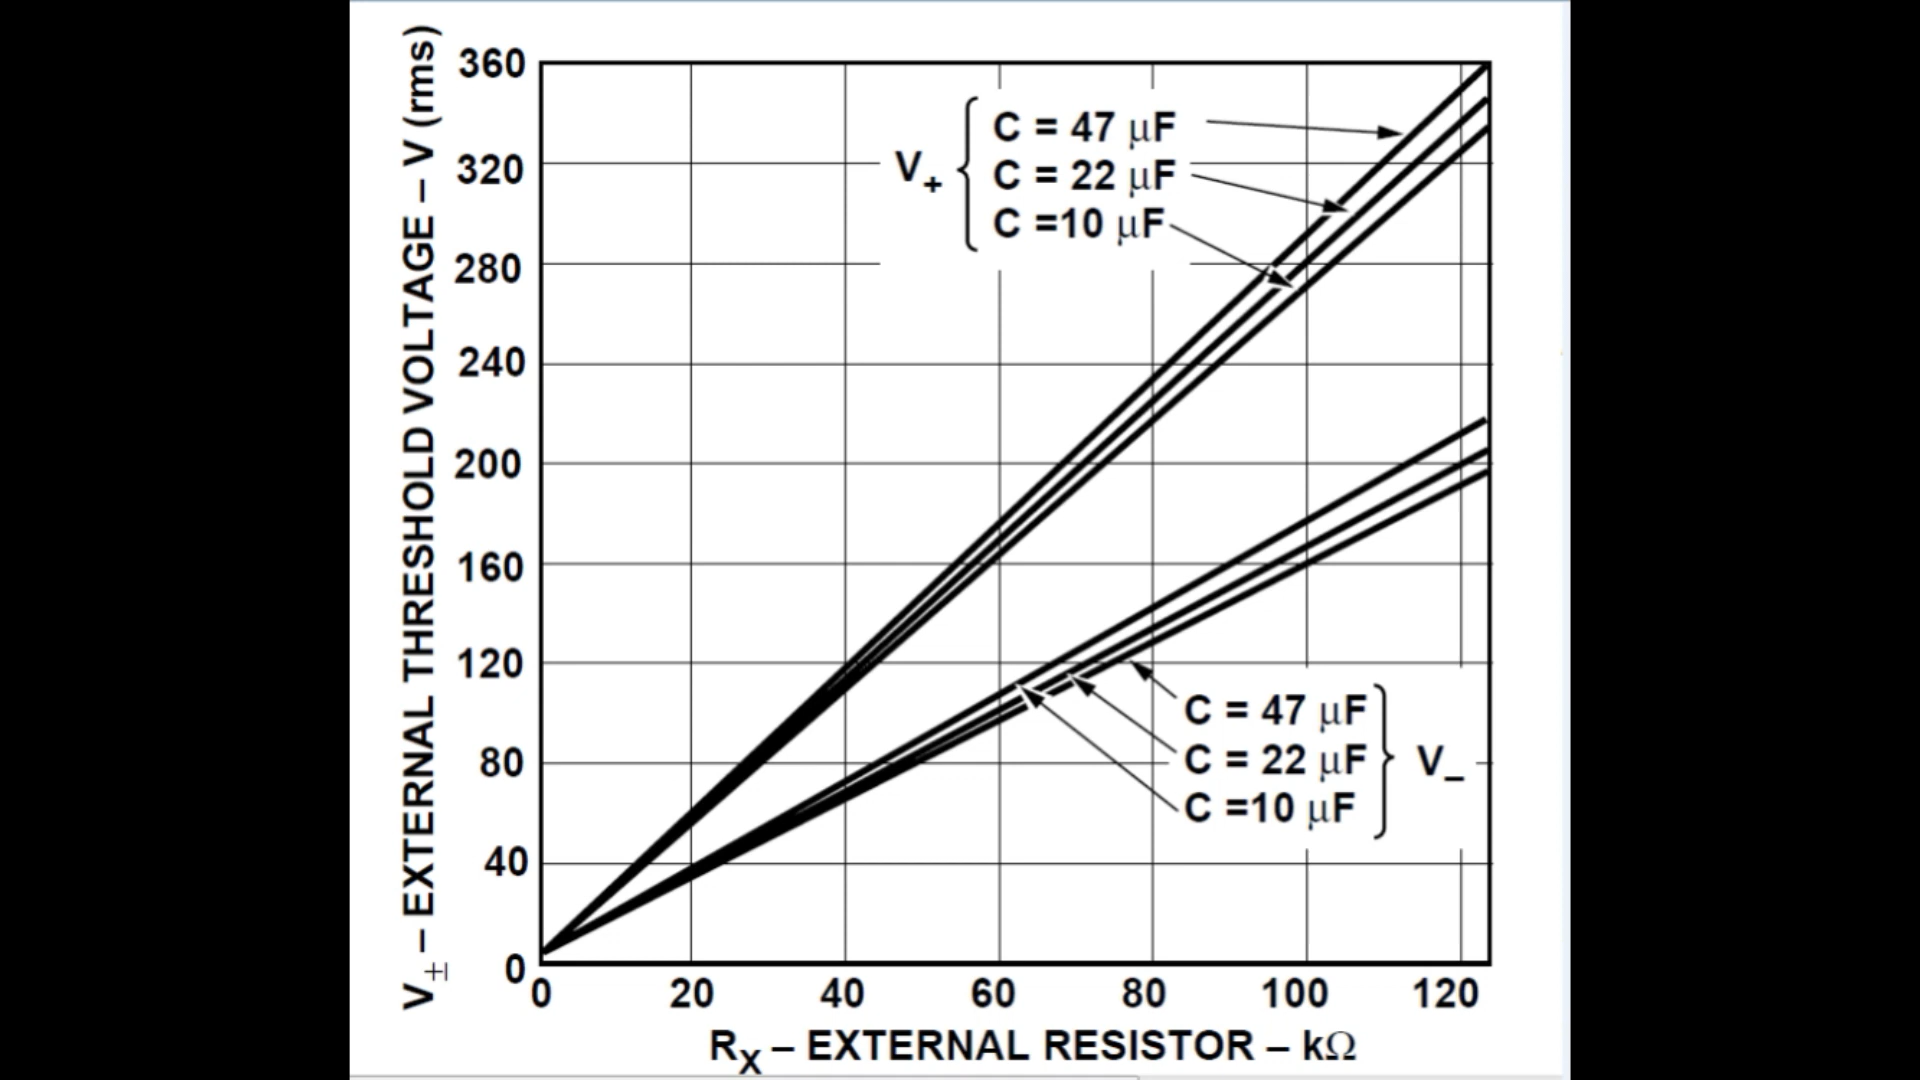 V± – EXTERNAL THRESHOLD VOLTAGE – V (rms)
360
320
280
240
200
160
120
80
40
0
V+
C = 47 μF
C = 22 μF
C =10 μF
C = 47 μF
C = 22 μF
C =10 μF
V–
0 20 40 60 80 100 120
RX – EXTERNAL RESISTOR – kΩ